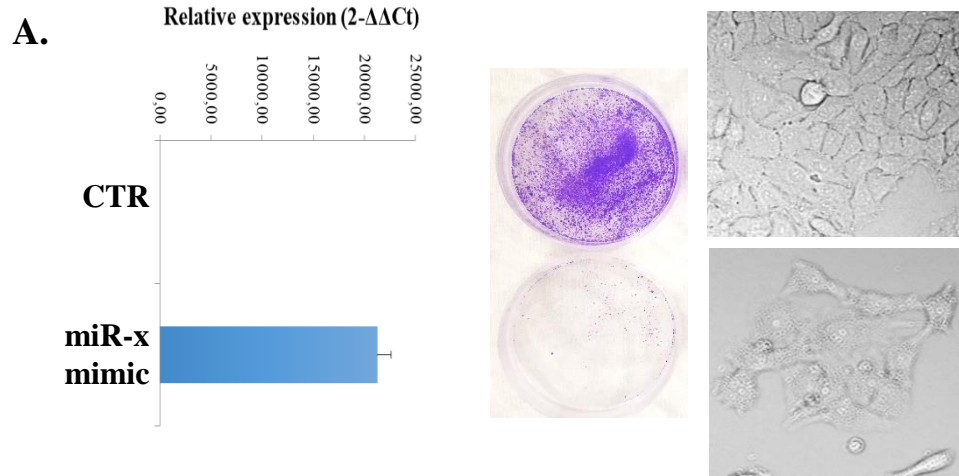 A.
Relative expression (2-ΔΔCt)
0,00
5000,00
10000,00
15000,00
20000,00
25000,00
CTR
miR-x
mimic